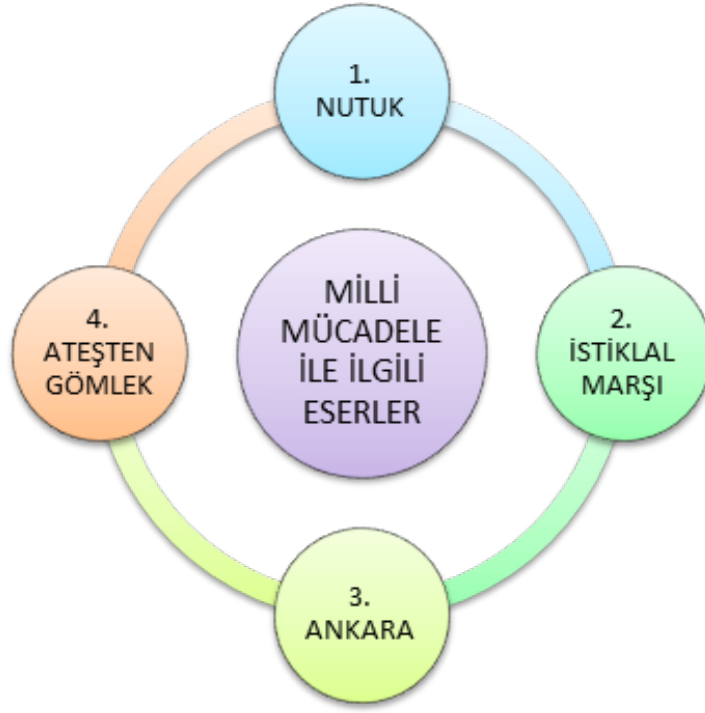 1.
NUTUK
MİLLİ
MÜCADELE
İLE İLGİLİ
ESERLER
2.
İSTİKLAL
MARŞI
3.
ANKARA
4.
ATEŞTEN
GÖMLEK